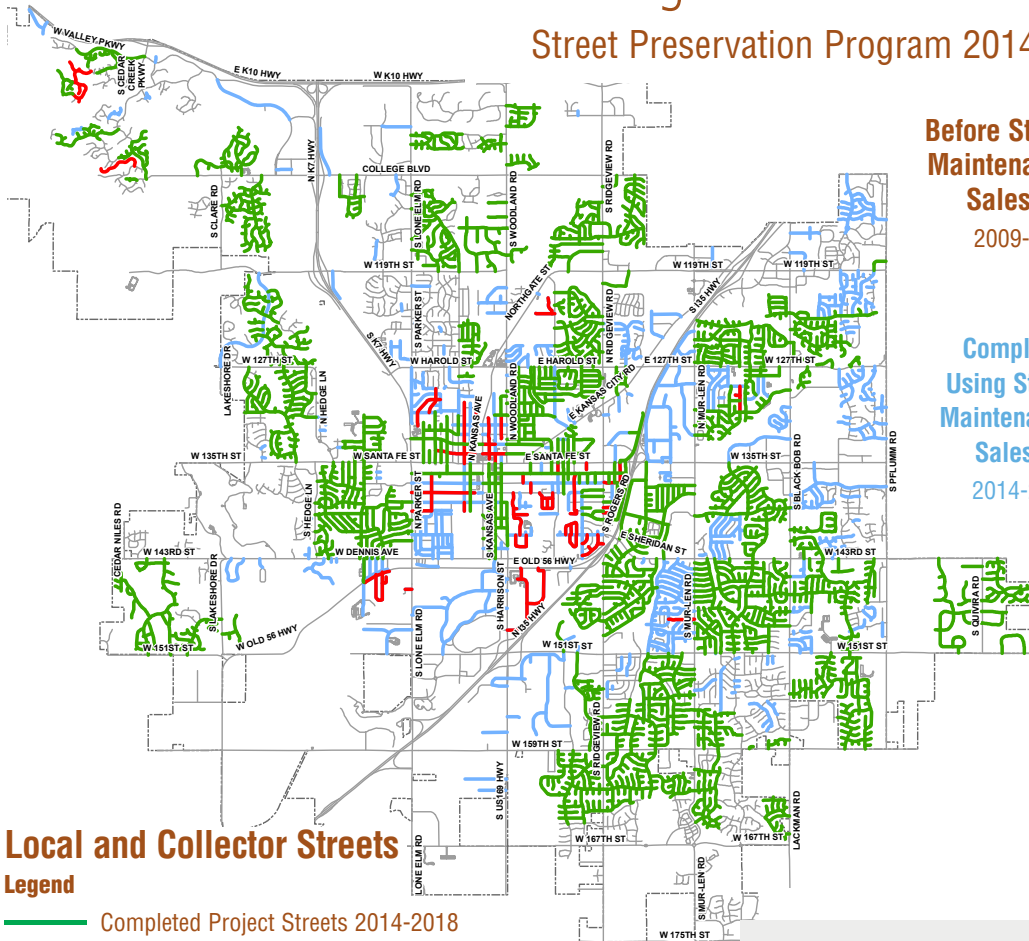 Street Preservation Program 2014
Before St
Maintena
Sales
2009-
Compl
Using St
Maintena
Sales
2014-
W VALLEY PKWY
S CEDAR
CREEK
PKWY
E K10 HWY
W K10 HWY
N K7 HWY
COLLEGE BLVD
S CLARE RD
S LONE ELM RD
S WOODLAND RD
S RIDGEVIEW RD
W 119TH ST
W 119TH ST
W 119TH ST
NORTHGATE ST
S I35 HWY
S PARKER ST
S K7 HWY
N RIDGEVIEW RD
LAKESHORE DR
W 127TH ST
W HAROLD ST
E HAROLD ST
E 127TH ST
W 127TH ST
N HEDGE LN
N KANSAS AVE
N WOODLAND RD
E KANSAS CITY RD
N MUR-LEN RD
W 135TH ST
W SANTA FE ST
E SANTA FE ST
W 135TH ST
S BLACK-BOB RD
S PFLUMM RD
CEDAR NILES RD
S HEDGE LN
N PARKER ST
S KANSAS AVE
S ROGERS RD
E SHERIDAN ST
W 143RD ST
W DENNIS AVE
E OLD 56 HWY
W 143RD ST
S LAKESHORE DR
S HARRISON ST
N I35 HWY
S MUR-LEN RD
S QUIVIRA RD
W 151ST ST
W OLD 56 HWY
S LONE ELM RD
W 151ST ST
W 151ST ST
S RIDGEVIEW RD
W 159TH ST
S US169 HWY
LACKMAN RD
W 167TH ST
W 167TH ST
LONE ELM RD
S MUR-LEN RD
W 175TH ST
Local and Collector Streets
Legend
Completed Project Streets 2014-2018